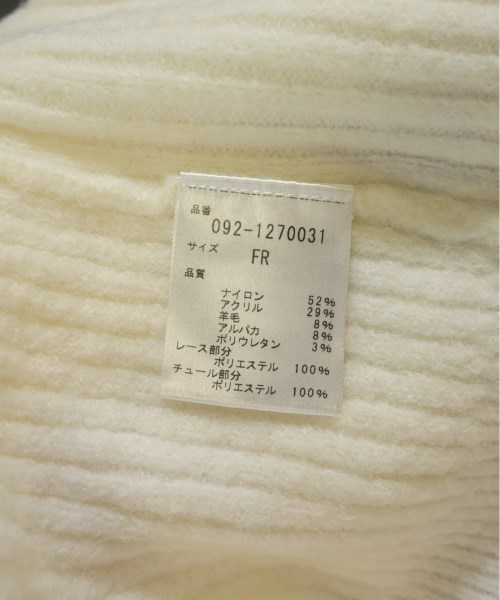 品番
092-1270031
サイズ
FR
品質
ナイロン 52%
アクリル 29%
羊毛 8%
アルパカ 8%
ポリウレタン 3%
レース部分
ポリエステル 100%
チュール部分
ポリエステル 100%